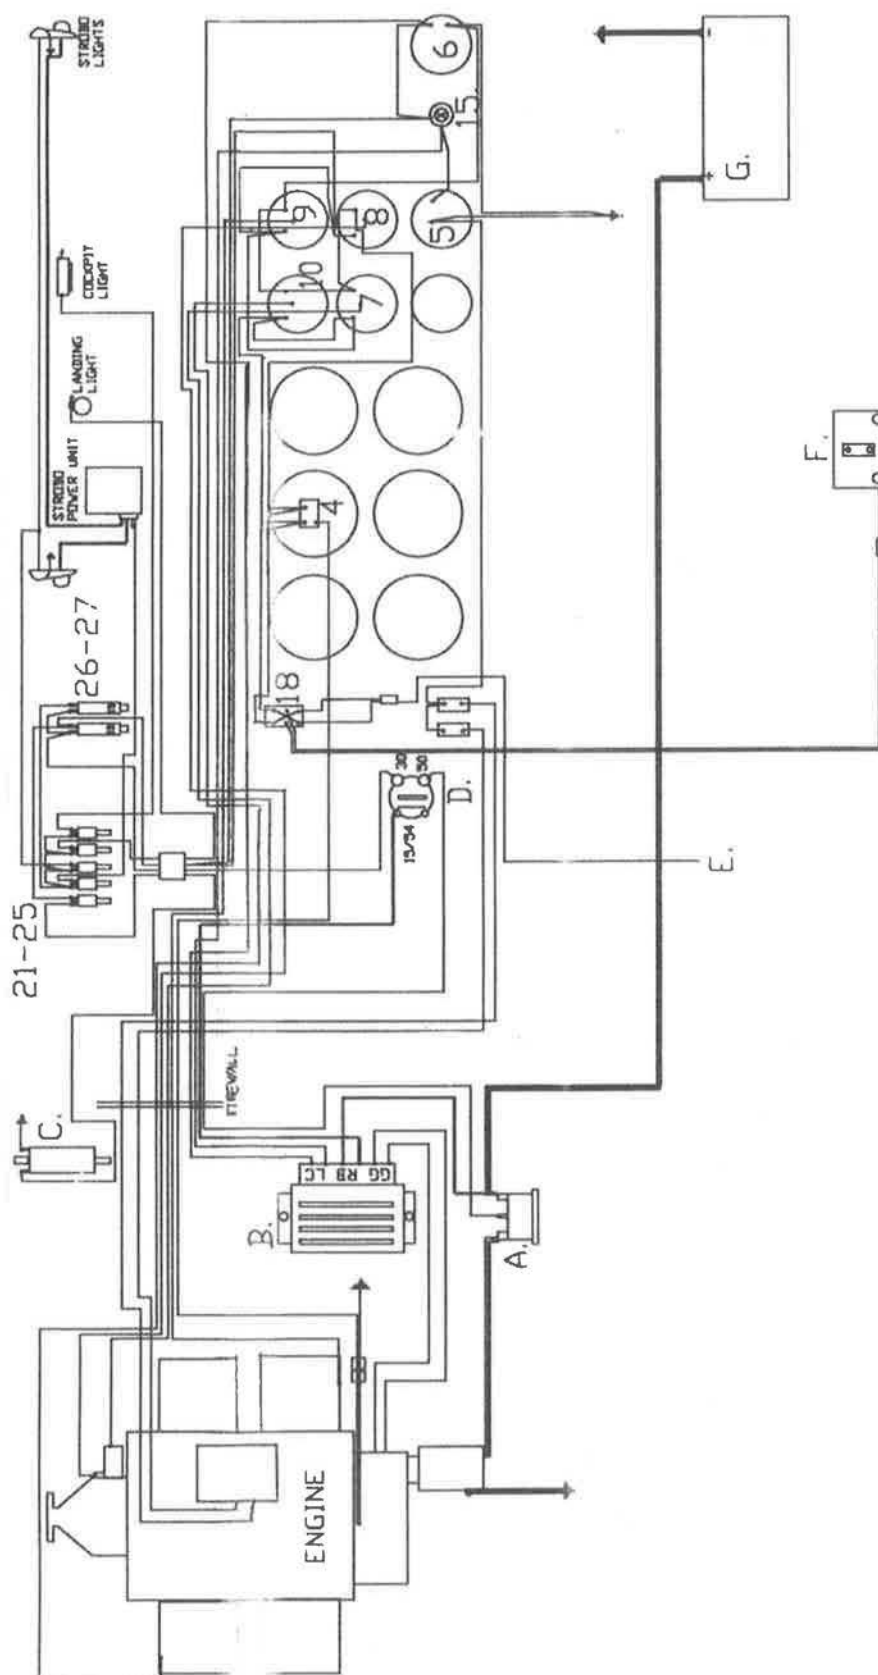 STROBO
LIGHTS
COCKPIT
LIGHT
LANDING
LIGHT
STROBO
POWER UNIT
26-27
21-25
C.
FIREWALL
6
15.
9
8
5
10
7
4
18
30
50
15/54
D.
E.
F.
G.
B.
LC
RB
GG
A.
ENGINE